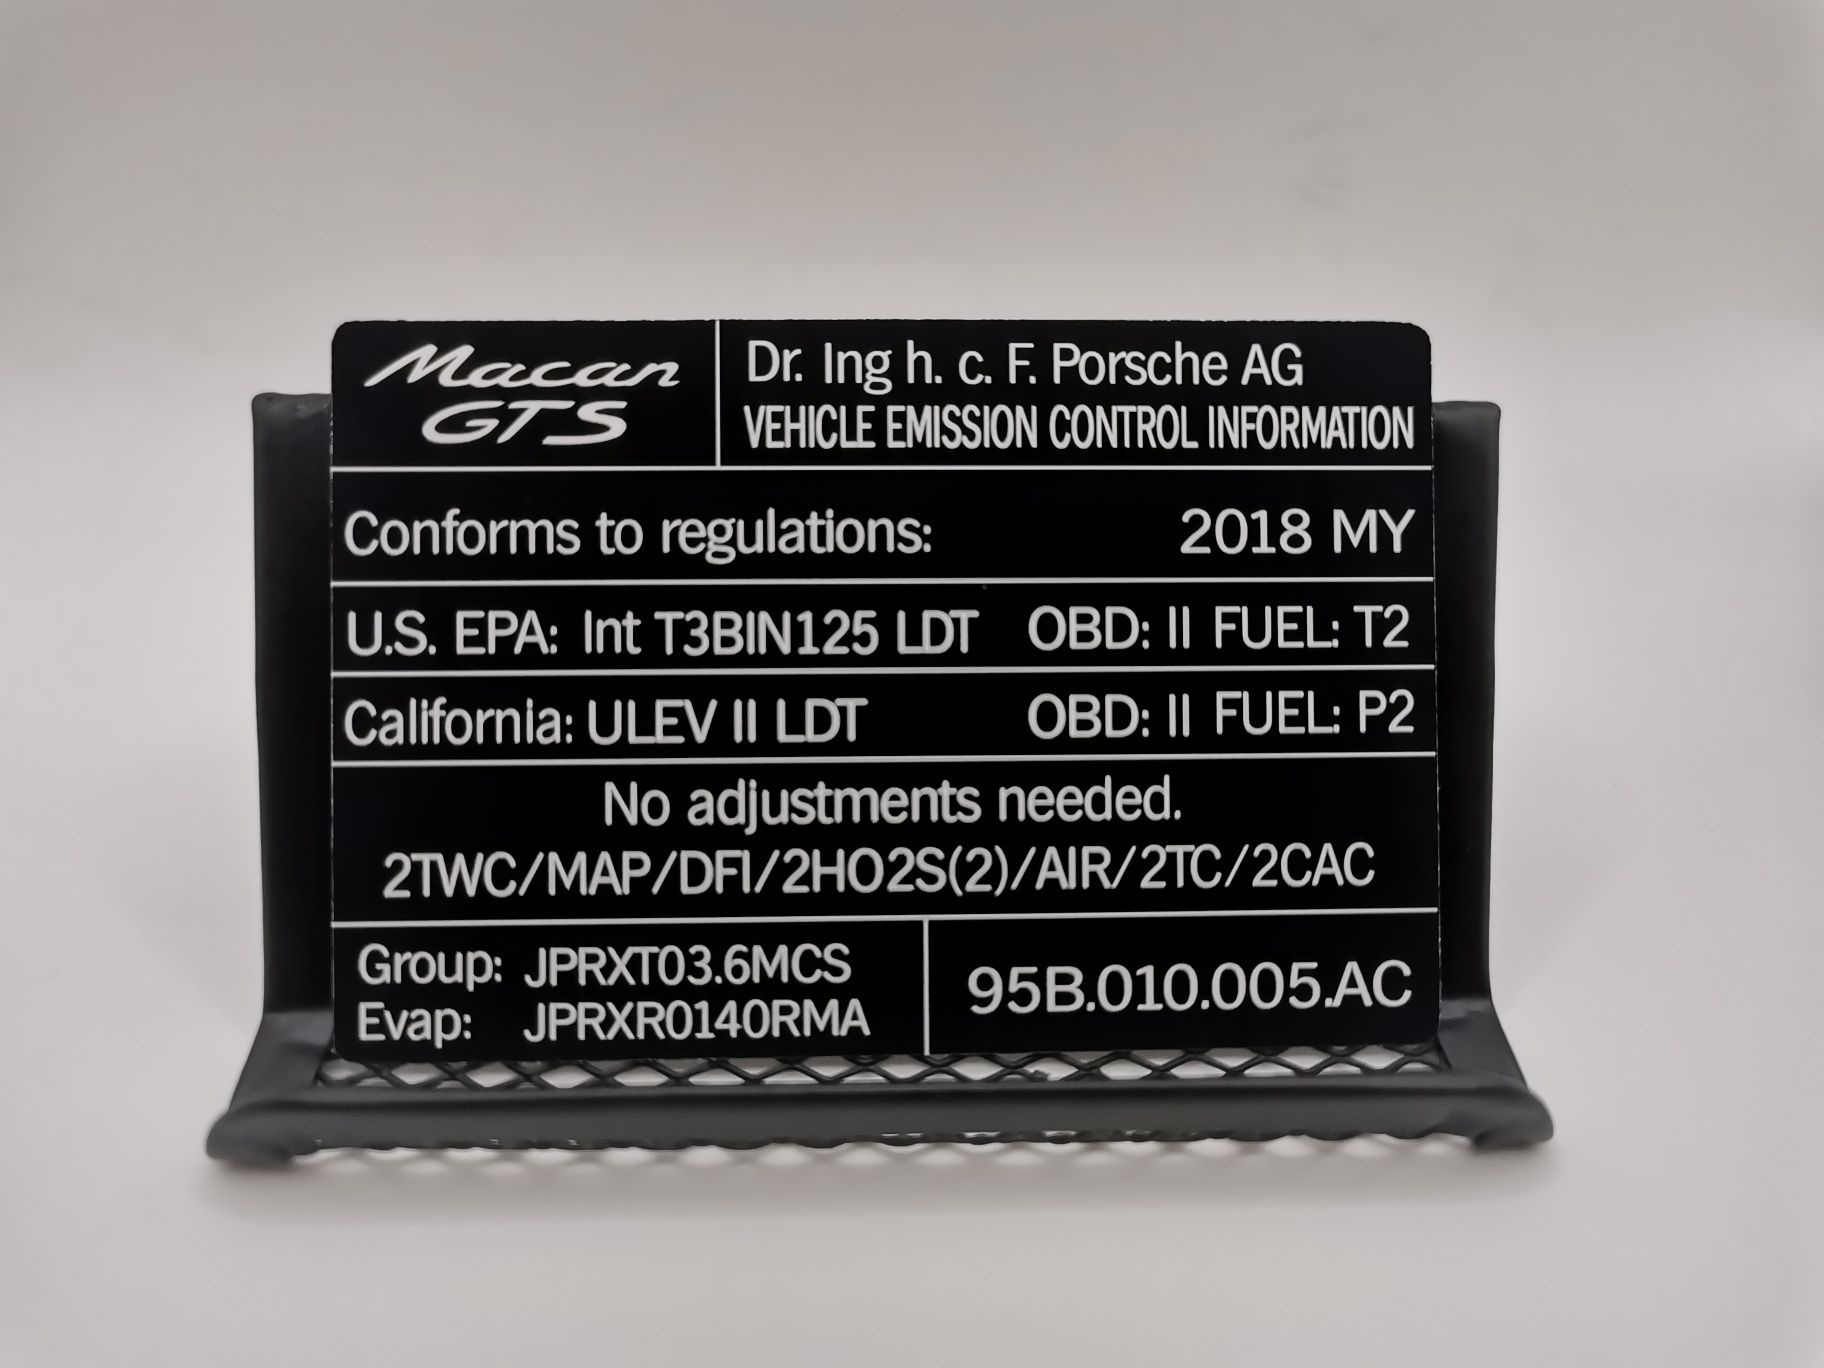 Macan
GTS
Dr. Ing h. c. F. Porsche AG
VEHICLE EMISSION CONTROL INFORMATION
Conforms to regulations: 2018 MY
U.S. EPA: Int T3BIN125 LDT OBD: II FUEL: T2
California: ULEV II LDT OBD: II FUEL: P2
No adjustments needed.
2TWC/MAP/DFI/2HO2S(2)/AIR/2TC/2CAC
Group: JPRXT03.6MCS
Evap: JPRXR0140RMA
95B.010.005.AC